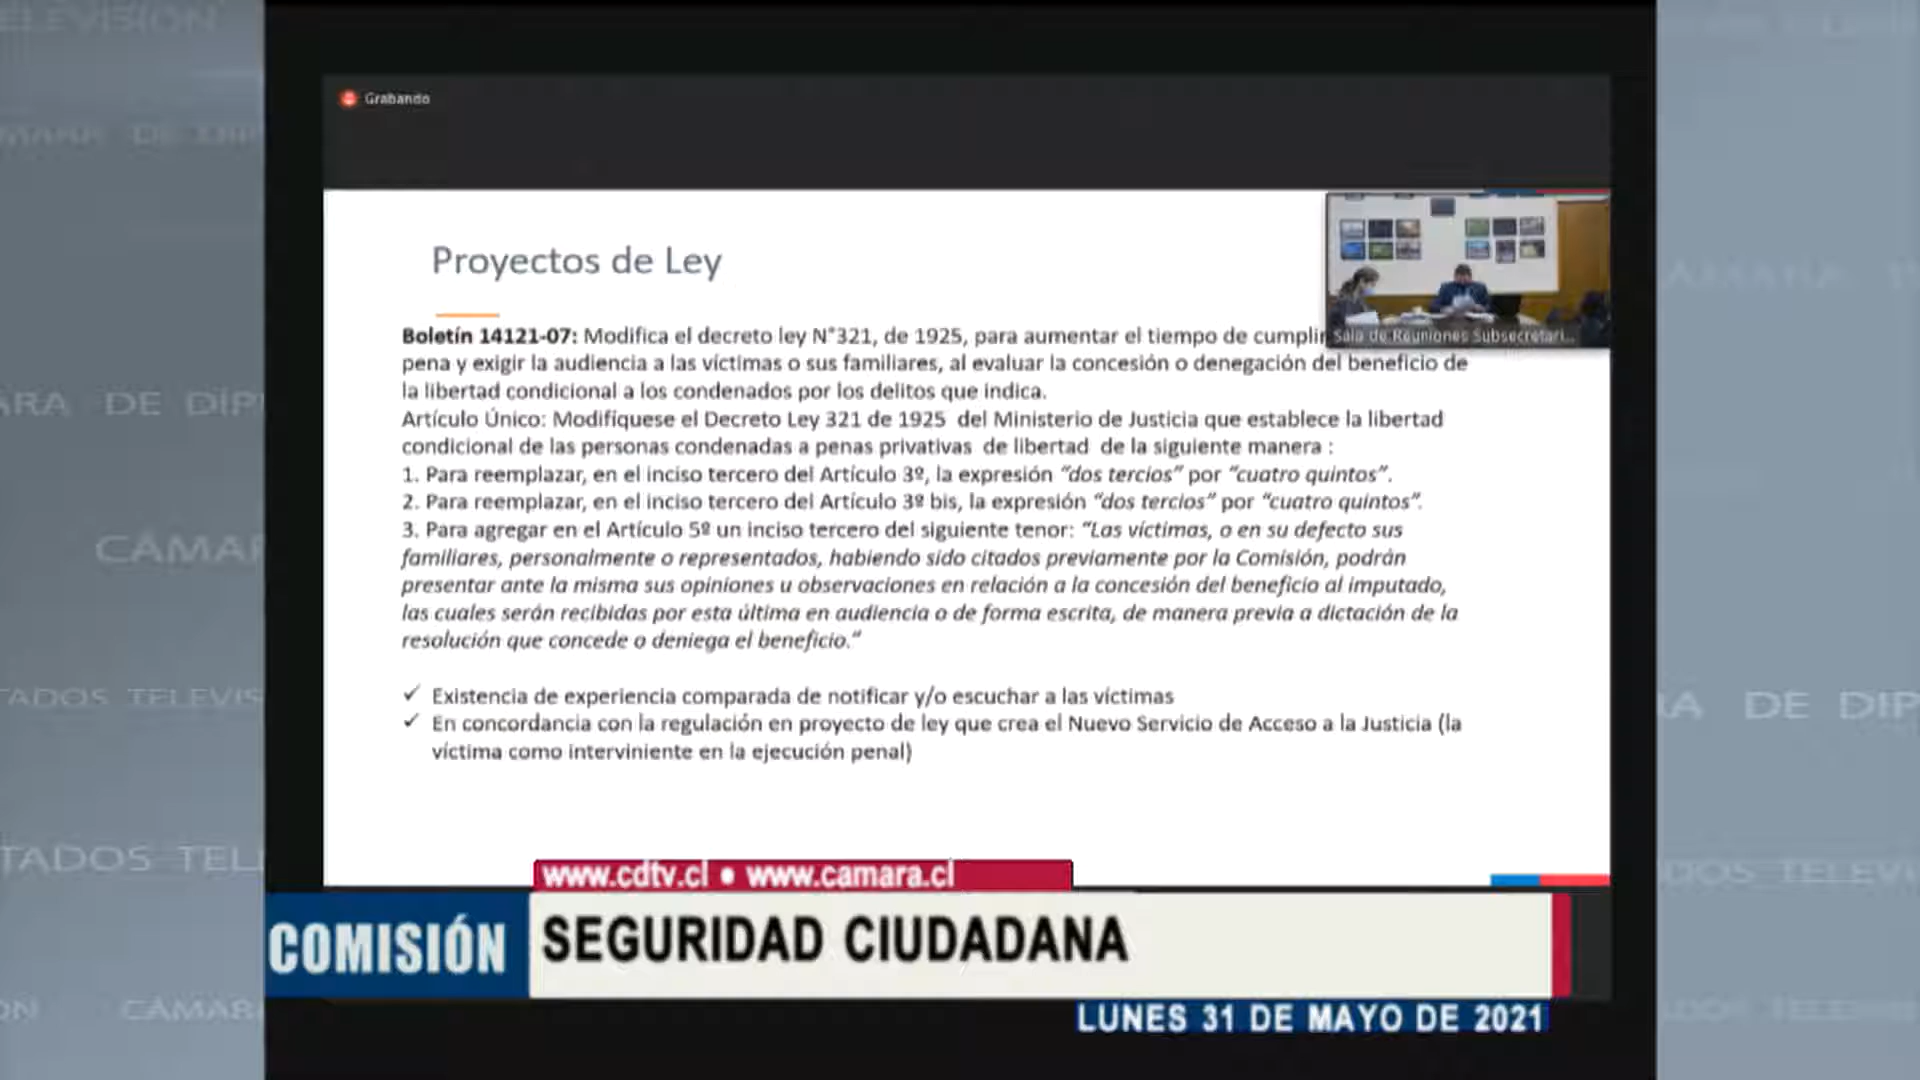 Grabando
Proyectos de Ley
Sala de Reuniones Subsecretari...
Boletín 14121-07: Modifica el decreto ley N°321, de 1925, para aumentar el tiempo de
pena y exigir la audiencia a las víctimas o sus familiares, al evaluar la concesión o denegación del beneficio de
la libertad condicional a los condenados por los delitos que indica.
Artículo Único: Modifíquese el Decreto Ley 321 de 1925 del Ministerio de Justicia que establece la libertad
condicional de las personas condenadas a penas privativas de libertad de la siguiente manera :
1. Para reemplazar, en el inciso tercero del Artículo 3º, la expresión “dos tercios” por “cuatro quintos”.
2. Para reemplazar, en el inciso tercero del Artículo 3º bis, la expresión “dos tercios” por “cuatro quintos”.
3. Para agregar en el Artículo 5º un inciso tercero del siguiente tenor: “Las víctimas, o en su defecto sus
familiares, personalmente o representados, habiendo sido citados previamente por la Comisión, podrán
presentar ante la misma sus opiniones u observaciones en relación a la concesión del beneficio al imputado,
las cuales serán recibidas por esta última en audiencia o de forma escrita, de manera previa a dictación de la
resolución que concede o deniega el beneficio.”
✓ Existencia de experiencia comparada de notificar y/o escuchar a las víctimas
✓ En concordancia con la regulación en proyecto de ley que crea el Nuevo Servicio de Acceso a la Justicia (la
víctima como interviniente en la ejecución penal)
www.cdtv.cl • www.camara.cl
COMISIÓN
SEGURIDAD CIUDADANA
LUNES 31 DE MAYO DE 2021